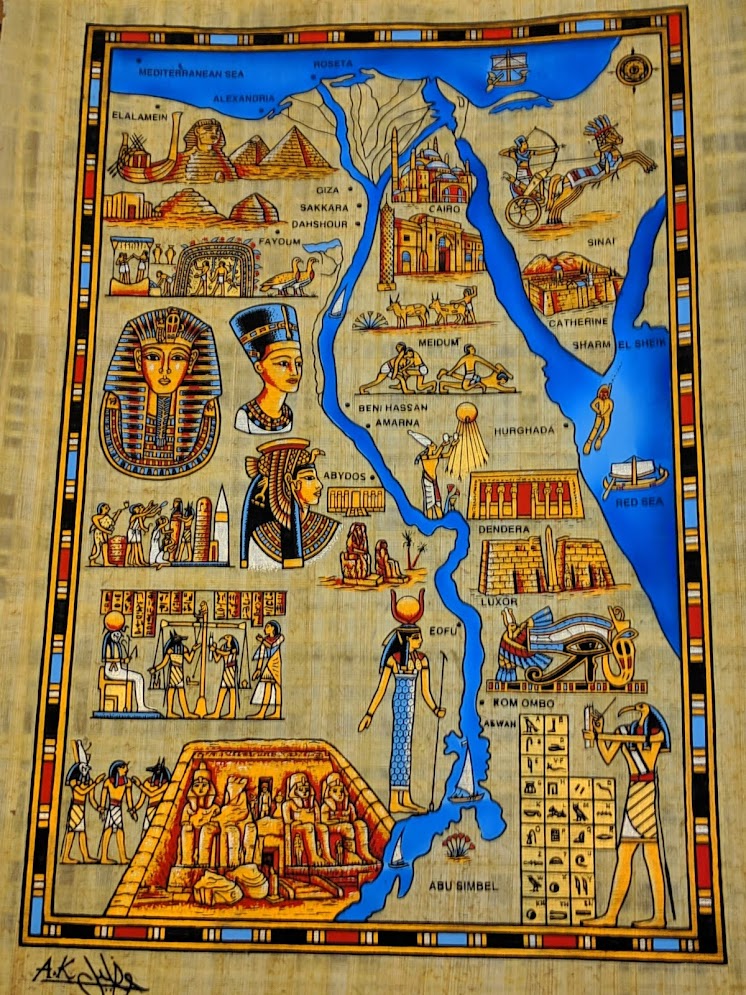 ROSETA
MEDITERRANEAN SEA
ALEXANDRIA
ELALAMEIN
GIZA
SAKKARA
DAHSHOUR
CAIRO
FAYOUM
SINAI
CATHERINE
SHARM EL SHEIK
MEIDUM
BENI HASSAN
AMARNA
HURGHADA
ABYDOS
RED SEA
DENDERA
LUXOR
EDFU
KOM OMBO
ASWAN
ABU SIMBEL
A.K